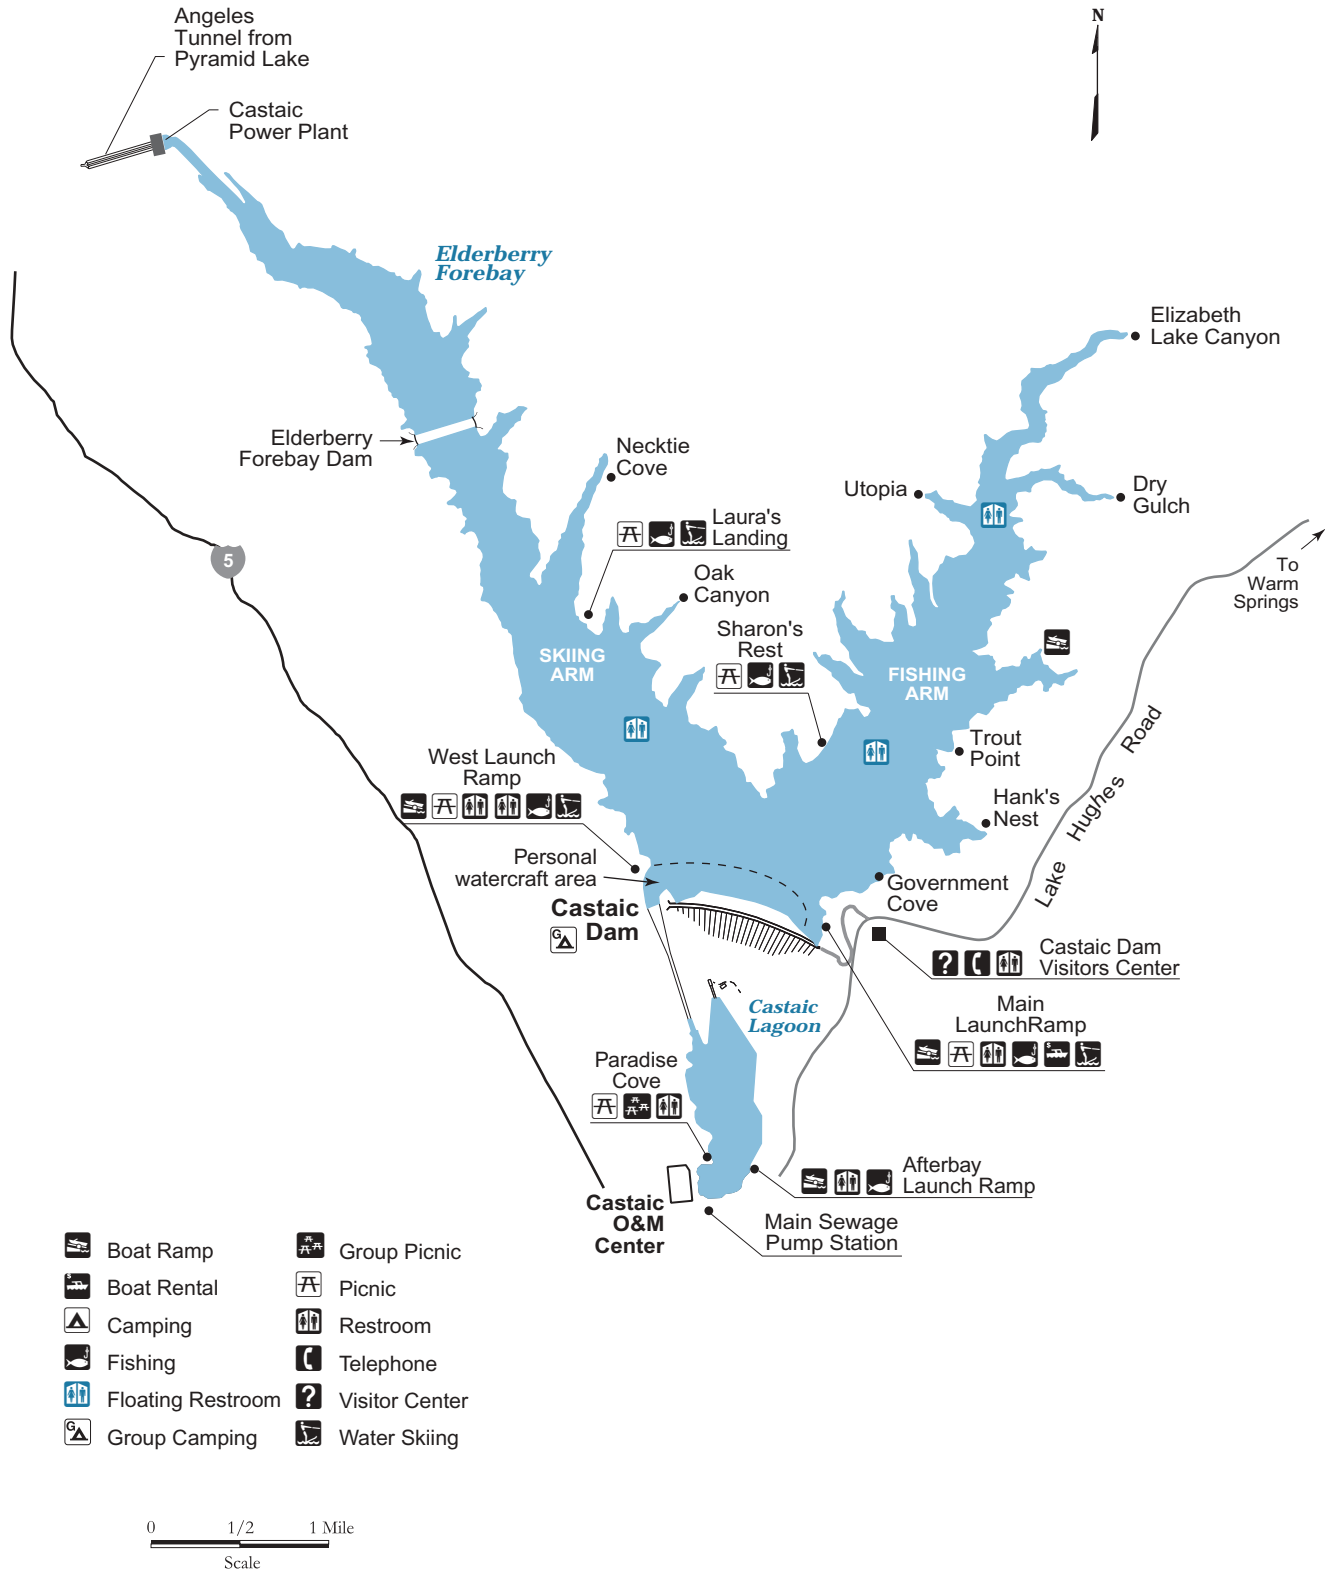 Angeles
Tunnel from
Pyramid Lake
N
Castaic
Power Plant
Elderberry
Forebay
Elizabeth
Lake Canyon
Elderberry
Forebay Dam
Necktie
Cove
Utopia
Dry
Gulch
Laura's
Landing
5
To
Warm
Springs
Oak
Canyon
Sharon's
Rest
SKIING
ARM
FISHING
ARM
Trout
Point
Lake Hughes Road
West Launch
Ramp
Hank's
Nest
Personal
watercraft area
Government
Cove
Castaic
Dam
G
Castaic Dam
Visitors Center
?
Castaic
Lagoon
Main
LaunchRamp
$
Paradise
Cove
Afterbay
Launch Ramp
Castaic
O&M
Center
Main Sewage
Pump Station
Boat Ramp
$
Boat Rental
Camping
Fishing
Floating Restroom
G
Group Camping
Group Picnic
Picnic
Restroom
Telephone
?
Visitor Center
Water Skiing
0 1/2 1 Mile
Scale